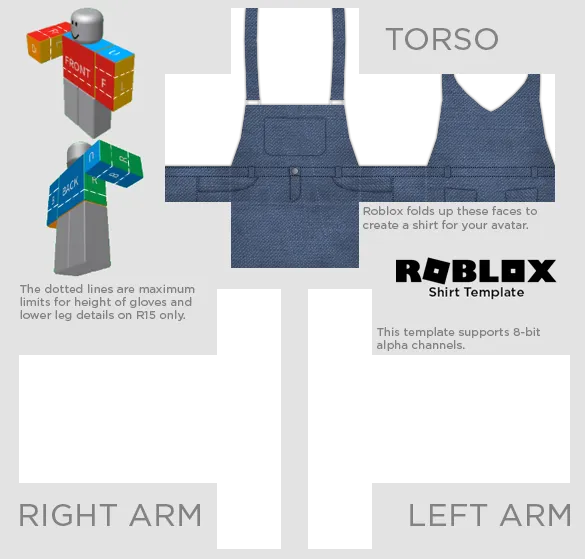 TORSO
FRONT
F
L
U
R
D
BACK
U
R
B
Roblox folds up these faces to
create a shirt for your avatar.
ROBLOX
Shirt Template
The dotted lines are maximum
limits for height of gloves and
lower leg details on R15 only.
This template supports 8-bit
alpha channels.
RIGHT ARM
LEFT ARM